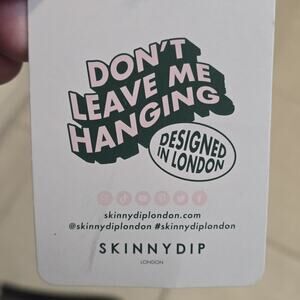 DON'T
LEAVE ME
HANGING
DESIGNED
IN LONDON
skinnydiplondon.com
@skinnydiplondon #skinnydiplondon
SKINNYDIP
LONDON